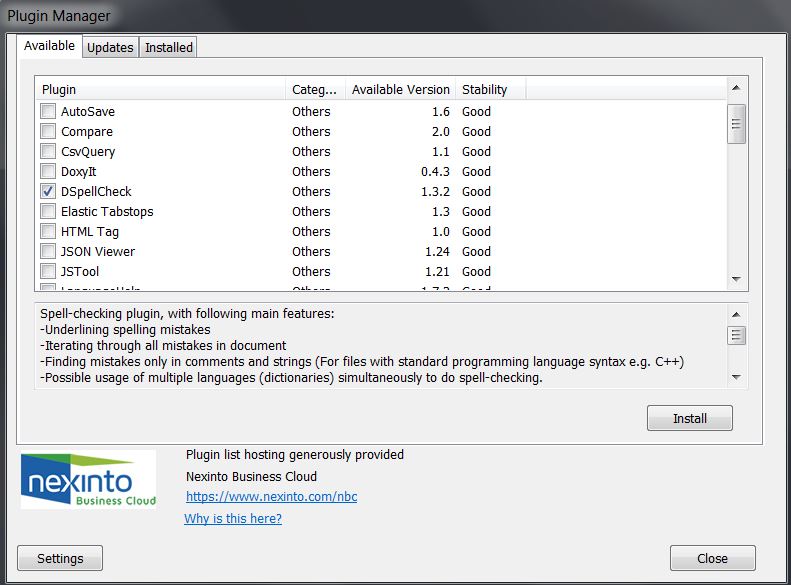 Plugin Manager
Available Updates Installed
Plugin Categ... Available Version Stability
AutoSave Others 1.6 Good
Compare Others 2.0 Good
CsvQuery Others 1.1 Good
DoxyIt Others 0.4.3 Good
DSpellCheck Others 1.3.2 Good
Elastic Tabstops Others 1.3 Good
HTML Tag Others 1.0 Good
JSON Viewer Others 1.24 Good
JSTool Others 1.21 Good
LanguageHelp Others 1.7.2 Good
Spell-checking plugin, with following main features:
-Underlining spelling mistakes
-Iterating through all mistakes in document
-Finding mistakes only in comments and strings (For files with standard programming language syntax e.g. C++)
-Possible usage of multiple languages (dictionaries) simultaneously to do spell-checking.
Install
nexinto
Business Cloud
Plugin list hosting generously provided
Nexinto Business Cloud
https://www.nexinto.com/nbc
Why is this here?
Settings Close